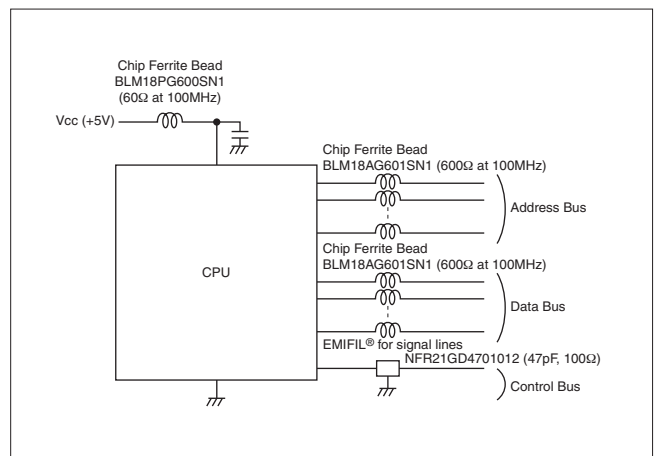 Chip Ferrite Bead
BLM18PG600SN1
(60Ω at 100MHz)
Vcc (+5V)
Chip Ferrite Bead
BLM18AG601SN1 (600Ω at 100MHz)
Address Bus
Chip Ferrite Bead
BLM18AG601SN1 (600Ω at 100MHz)
CPU
Data Bus
EMIFIL® for signal lines
NFR21GD4701012 (47pF, 100Ω)
Control Bus